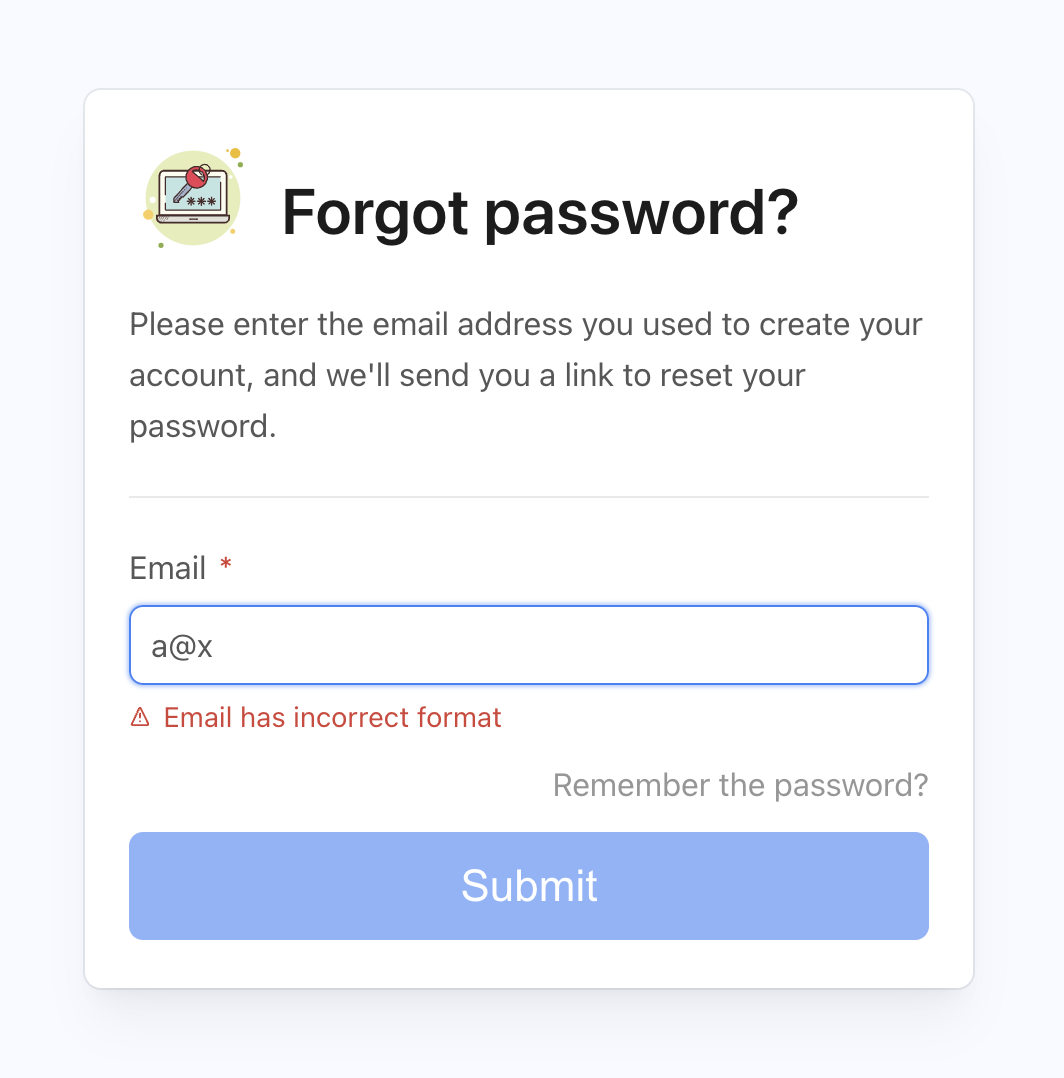 ***
Forgot password?
Please enter the email address you used to create your
account, and we'll send you a link to reset your
password.
Email *
a@x
Email has incorrect format
Remember the password?
Submit